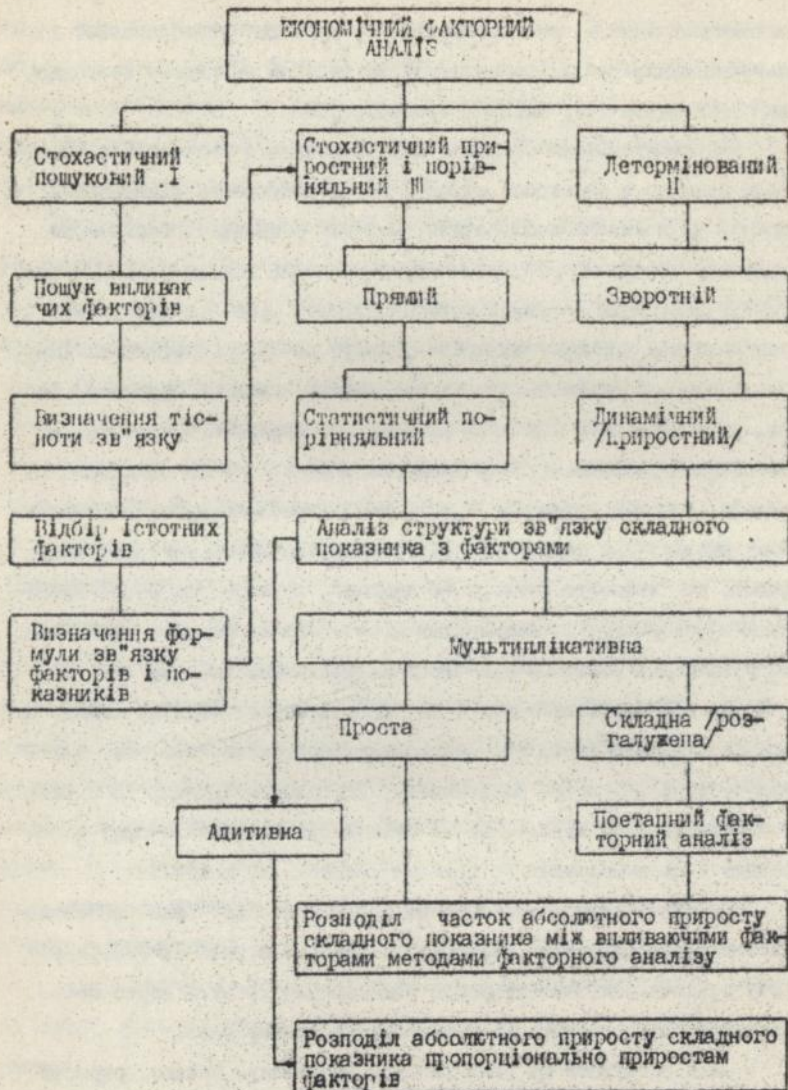 ЕКОНОМІЧНИЙ ФАКТОРНИЙ
АНАЛІЗ
Стохастичний
пошуковий .І
Стохастичний при-
ростний і порів-
няльний Ш
Детермінований
П
Пошук впливак
чих факторів
Прямий
Зворотній
Визначення тіс-
ноти зв"язку
Статистичний по-
рівняльний
Динамічний
/приростний/
Відбір істотних
факторів
Аналіз структури зв"язку складного
показника з факторами
Визначення фор-
мули зв"язку
факторів і по-
казників
Мультиплікативна
Проста
Складна /роз-
галужена/
Адитивна
Поетапний фак-
торний аналіз
Розподіл часток абсолютного приросту
складного показника між впливаючими фак-
торами методами факторного аналізу
Розподіл абсолютного приросту складного
показника пропорціонально приростам
факторів